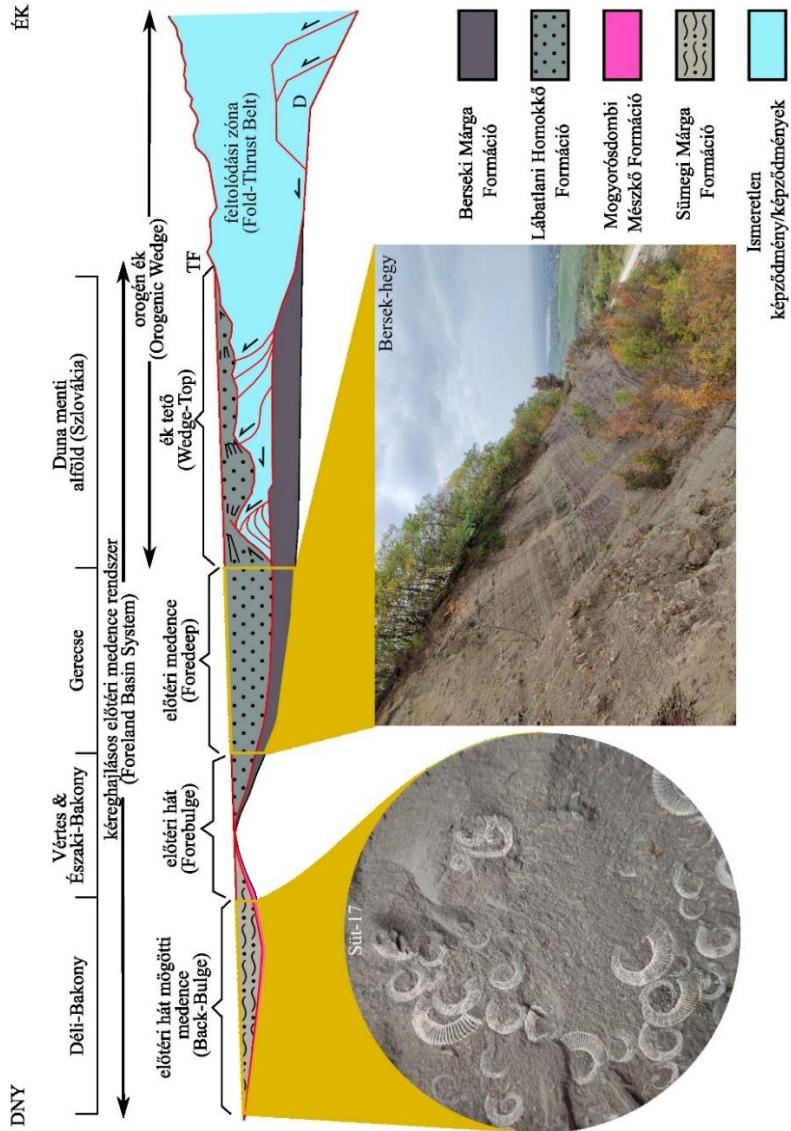 DNY
ÉK
Déli-Bakony
Vértes &
Északi-Bakony
Gerecse
Duna menti
alföld (Szlovákia)
kéreghajlásos előtéri medence rendszer
(Foreland Basin System)
orogén ék
(Orogenic Wedge)
előtéri hát mögötti
medence
(Back-Bulge)
előtéri hát
(Forebulge)
előtéri medence
(Foredeep)
ék tető
(Wedge-Top)
TF
feltolódási zóna
(Fold-Thrust Belt)
D
Süt-17
Bersek-hegy
Berseki Márga
Formáció
Lábatlani Homokkő
Formáció
Mogyorósdombi
Mészkő Formáció
Sümegi Márga
Formáció
Ismeretlen
képződmény/képződmények